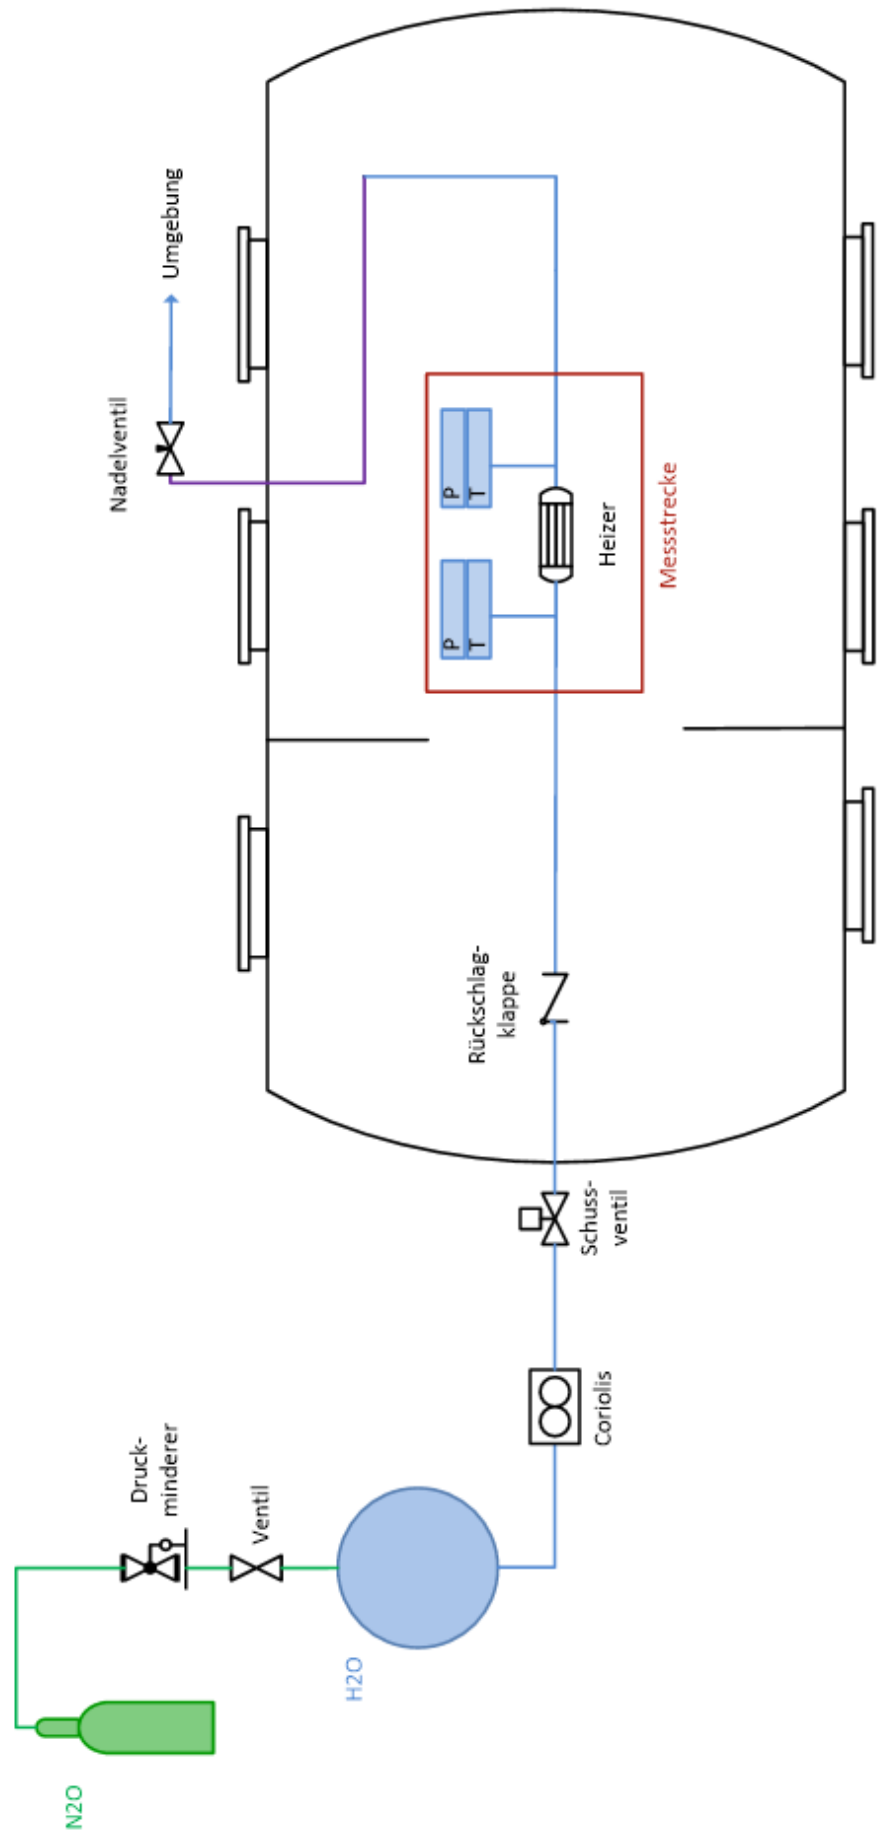 N2O
Druck-
minderer
Ventil
H2O
Coriolis
Schuss-
ventil
Rückschlag-
klappe
P
T
P
T
Heizer
Messstrecke
Nadelventil
Umgebung